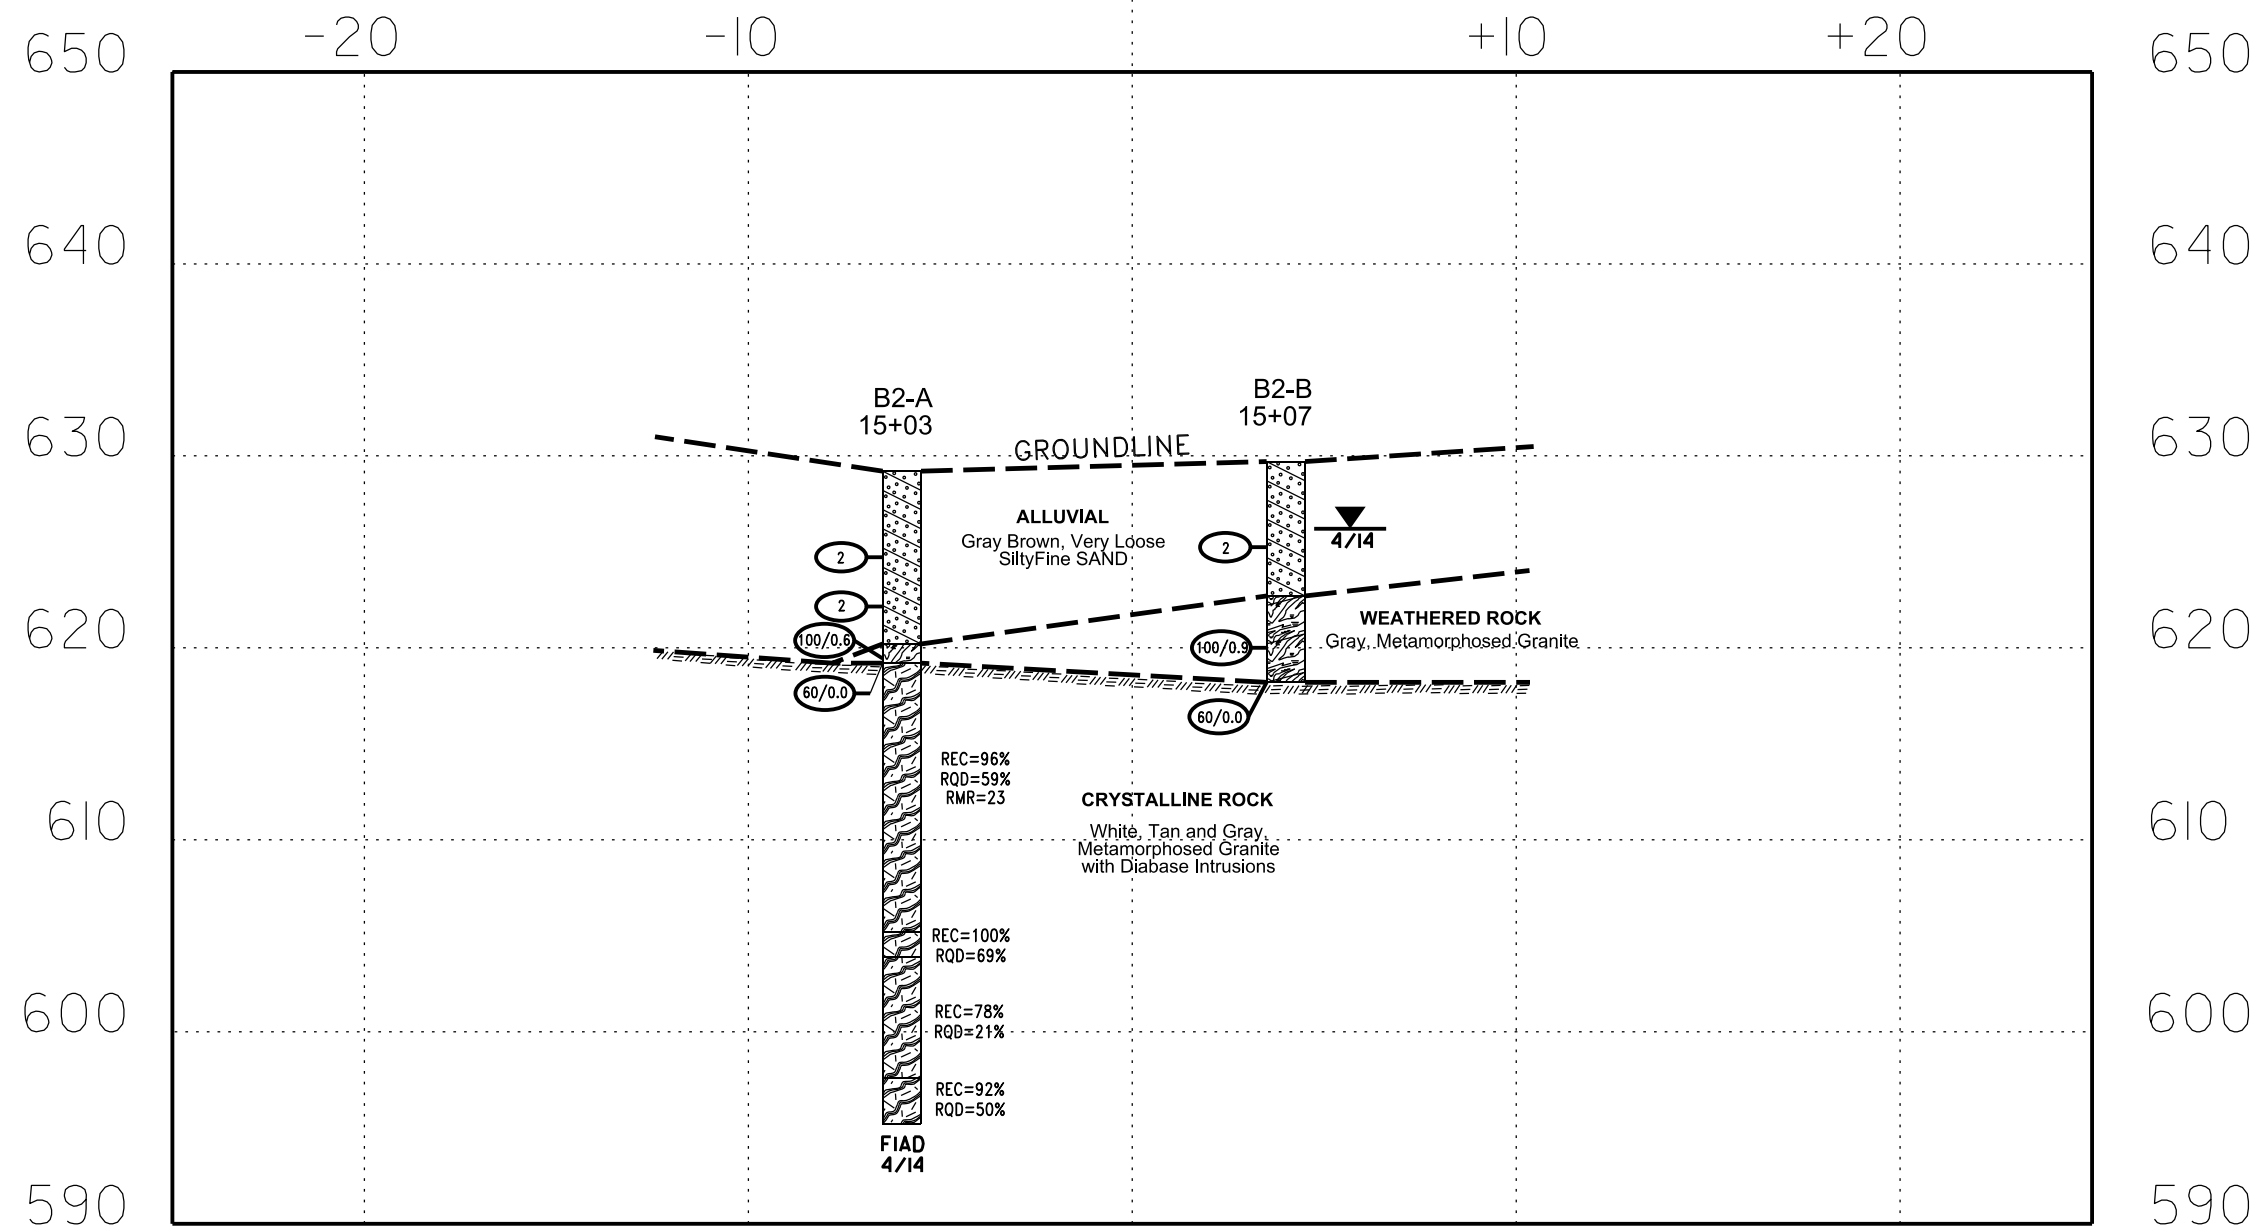 -20 -10 +10 +20
650 650
640 640
B2-A
15+03
B2-B
15+07
630 630
GROUNDLINE
ALLUVIAL
Gray Brown, Very Loose
SiltyFine SAND
4/14
2
2
2
620 620
100/0.6
60/0.0
100/0.9
60/0.0
WEATHERED ROCK
Gray, Metamorphosed Granite
REC=96%
RQD=59%
RMR=23
CRYSTALLINE ROCK
White, Tan and Gray,
Metamorphosed Granite
with Diabase Intrusions
610 610
REC=100%
RQD=69%
600 600
REC=78%
RQD=21%
REC=92%
RQD=50%
FIAD
4/14
590 590